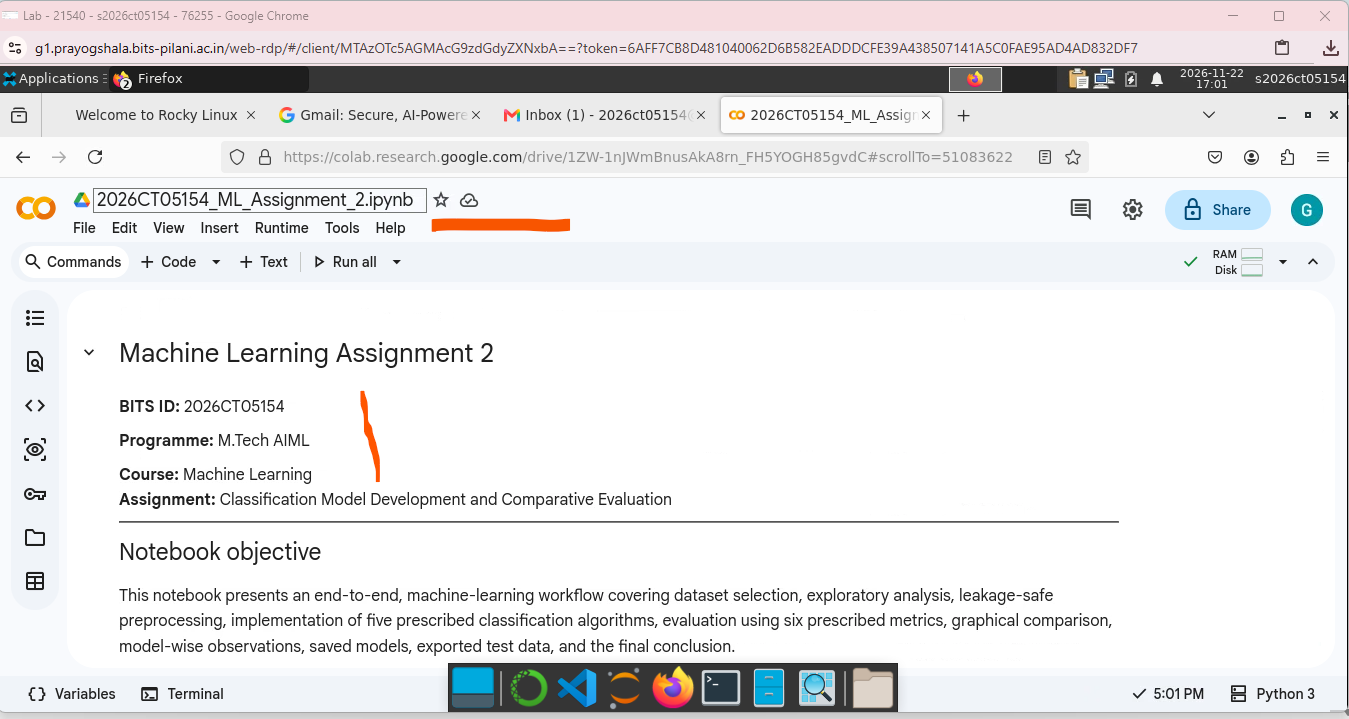 Lab - 21540 - s2026ct05154 - 76255 - Google Chrome
g1.prayogshala.bits-pilani.ac.in/web-rdp/#/client/MTAzOTc5AGMAcG9zdGdyZXNxbA==?token=6AFF7CB8D481040062D6B582EADDDCFE39A438507141A5C0FAE95AD4AD832DF7
Applications Firefox 2026-11-22 17:01 s2026ct05154
2
Welcome to Rocky Linux Gmail: Secure, AI-Powere Inbox (1) - 2026ct05154@ 2026CT05154_ML_Assign
https://colab.research.google.com/drive/1ZW-1nJWmBnusAkA8rn_FH5YOGH85gvdC#scrollTo=51083622
2026CT05154_ML_Assignment_2.ipynb
File Edit View Insert Runtime Tools Help
Share G
Commands + Code + Text Run all RAM
Disk
Machine Learning Assignment 2
BITS ID: 2026CT05154
Programme: M.Tech AIML
Course: Machine Learning
Assignment: Classification Model Development and Comparative Evaluation
Notebook objective
This notebook presents an end-to-end, machine-learning workflow covering dataset selection, exploratory analysis, leakage-safe
preprocessing, implementation of five prescribed classification algorithms, evaluation using six prescribed metrics, graphical comparison,
model-wise observations, saved models, exported test data, and the final conclusion.
Variables Terminal 5:01 PM Python 3